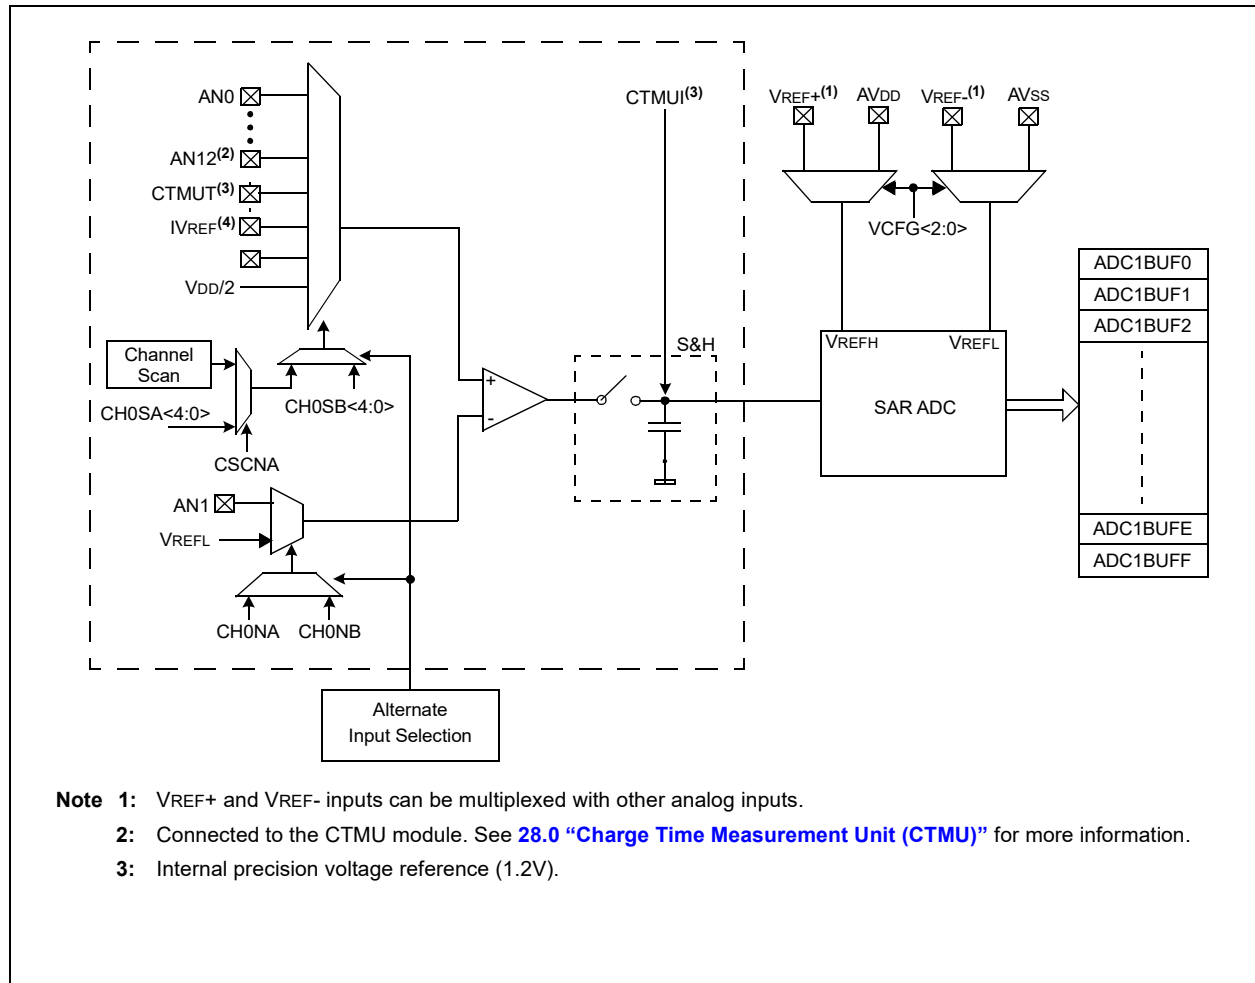 AN0
AN12(2)
CTMUT(3)
IVREF(4)
VDD/2
Channel
Scan
CH0SA<4:0>
CH0SB<4:0>
CSCNA
AN1
VREFL
CH0NA CH0NB
Alternate
Input Selection
+
-
CTMUI(3)
S&H
VREF+(1) AVDD VREF-(1) AVSS
VCFG<2:0>
VREFH VREFL
SAR ADC
ADC1BUF0
ADC1BUF1
ADC1BUF2
ADC1BUFE
ADC1BUFF
Note 1: VREF+ and VREF- inputs can be multiplexed with other analog inputs.
2: Connected to the CTMU module. See 28.0 “Charge Time Measurement Unit (CTMU)” for more information.
3: Internal precision voltage reference (1.2V).